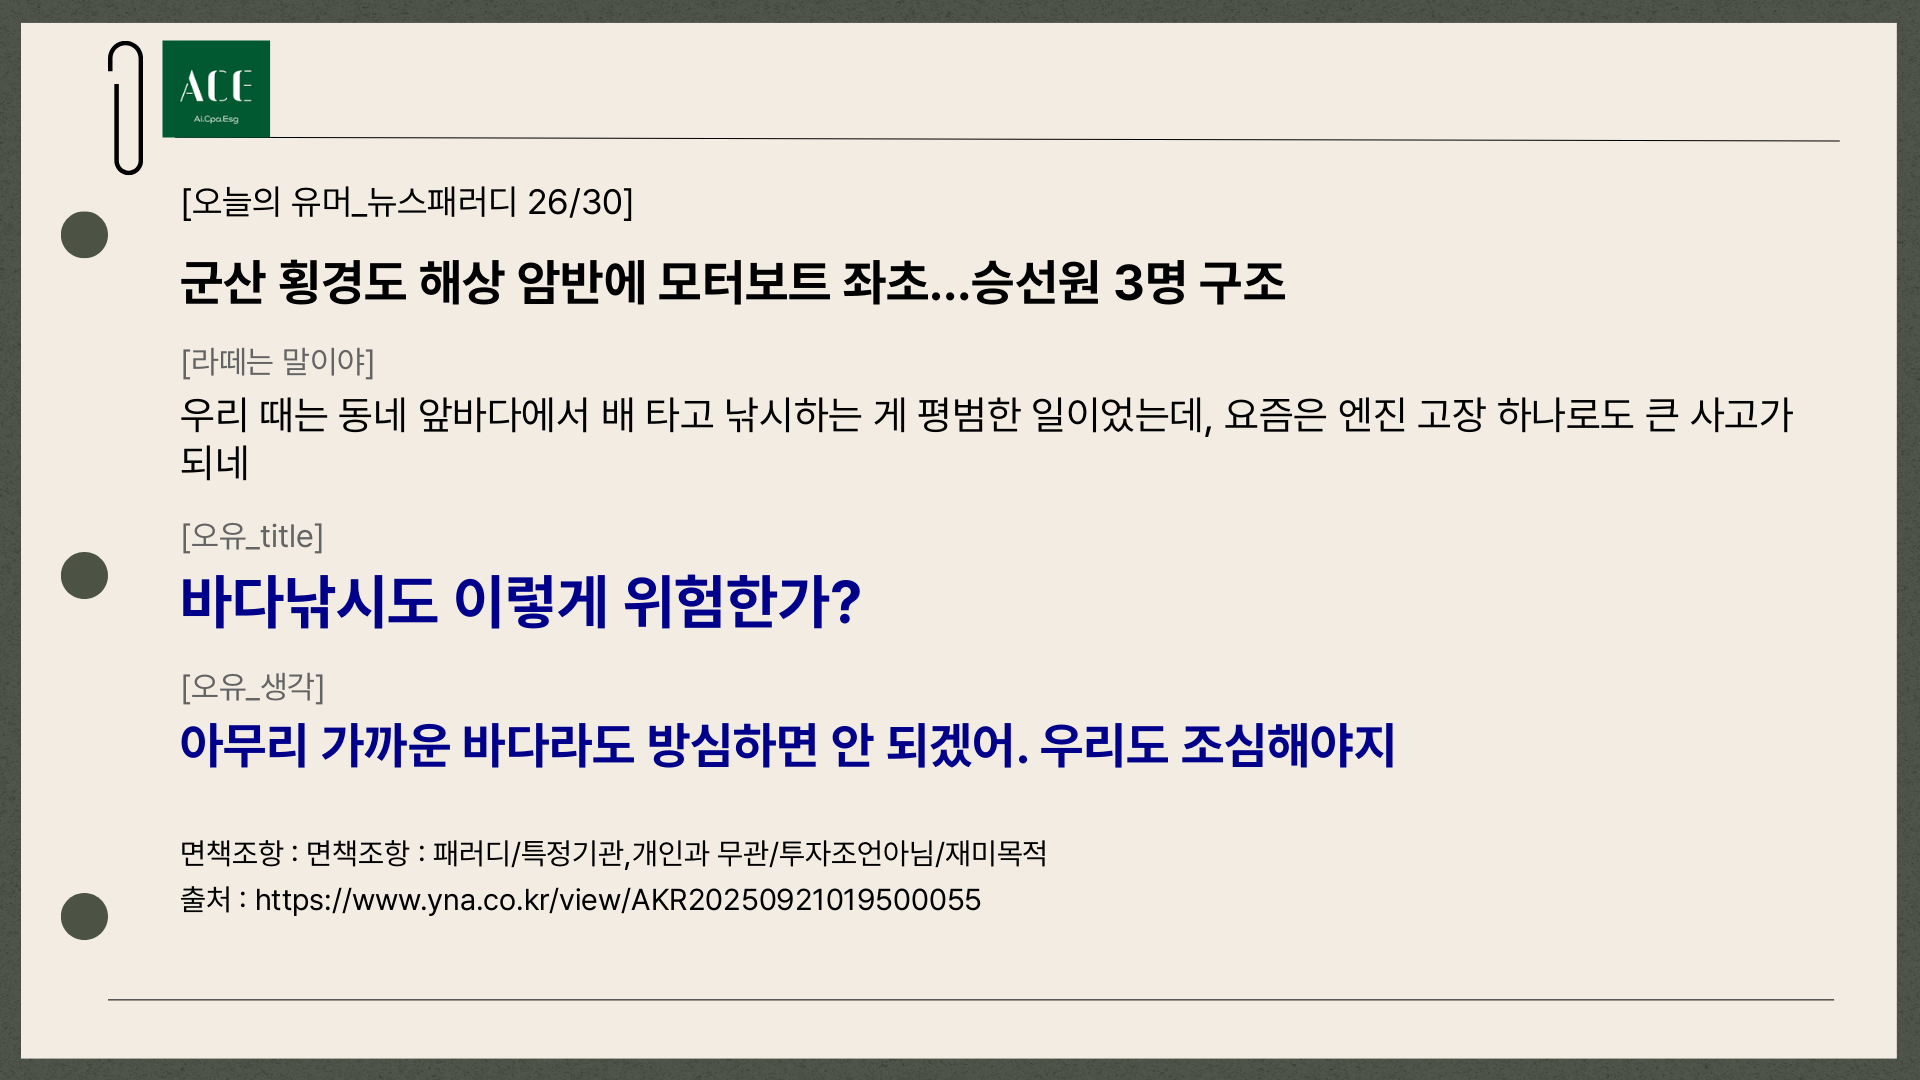 ACE
Ai.Cpa.Esg
[오늘의 유머_뉴스패러디 26/30]
군산 횡경도 해상 암반에 모터보트 좌초...승선원 3명 구조
[라떼는 말이야]
우리 때는 동네 앞바다에서 배 타고 낚시하는 게 평범한 일이었는데, 요즘은 엔진 고장 하나로도 큰 사고가
되네
[오유_title]
바다낚시도 이렇게 위험한가?
[오유_생각]
아무리 가까운 바다라도 방심하면 안 되겠어. 우리도 조심해야지
면책조항 : 면책조항 : 패러디/특정기관,개인과 무관/투자조언아님/재미목적
출처 : https://www.yna.co.kr/view/AKR20250921019500055